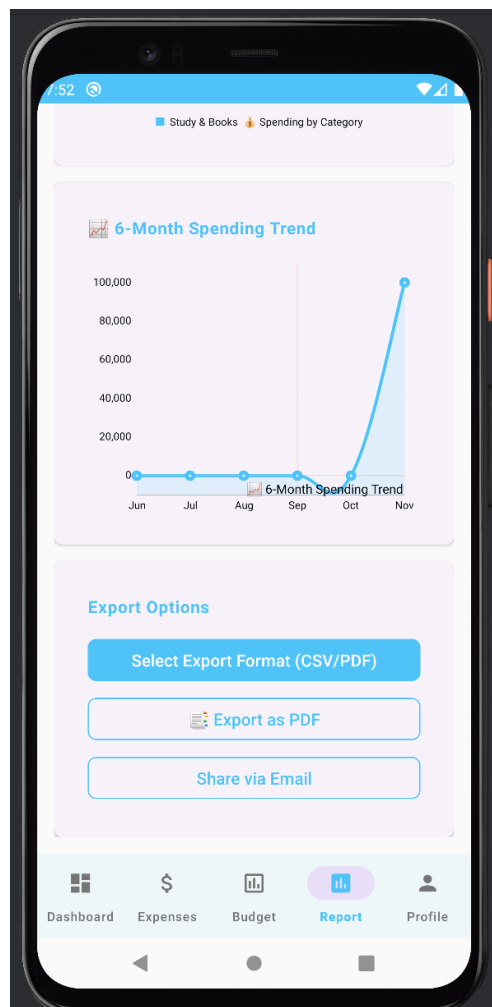 7:52
Study & Books 💰 Spending by Category
📈 6-Month Spending Trend
100,000
80,000
60,000
40,000
20,000
0
📈 6-Month Spending Trend
Jun Jul Aug Sep Oct Nov
Export Options
Select Export Format (CSV/PDF)
📑 Export as PDF
Share via Email
Dashboard Expenses Budget Report Profile